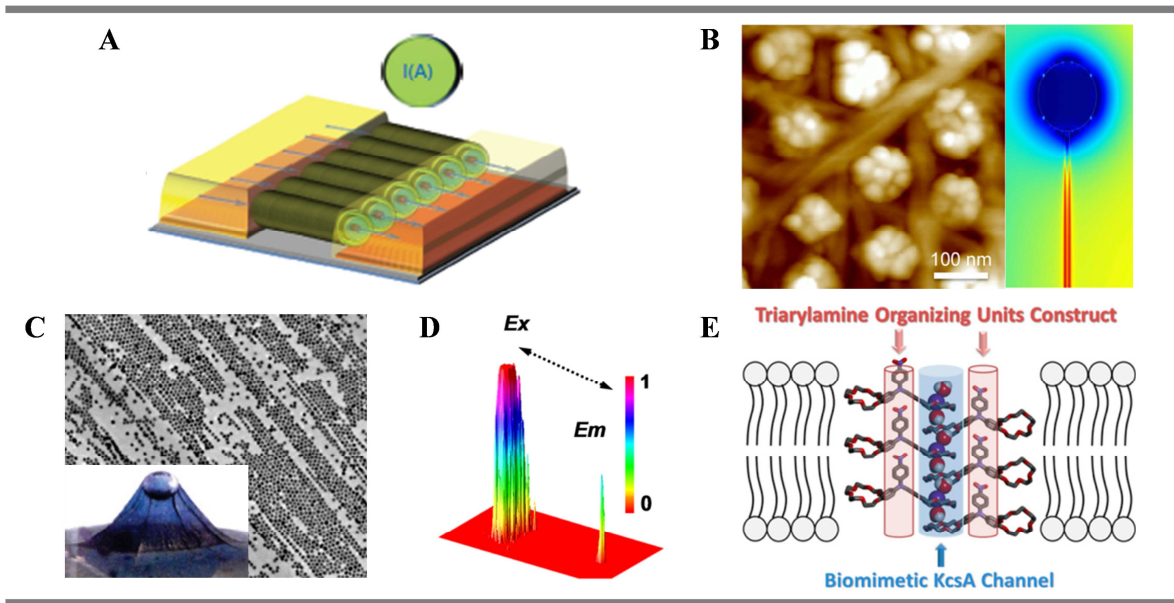 A
I(A)
B
100 nm
C
D
Ex
Em
1
0
E
Triarylamine Organizing Units Construct
Biomimetic KcsA Channel